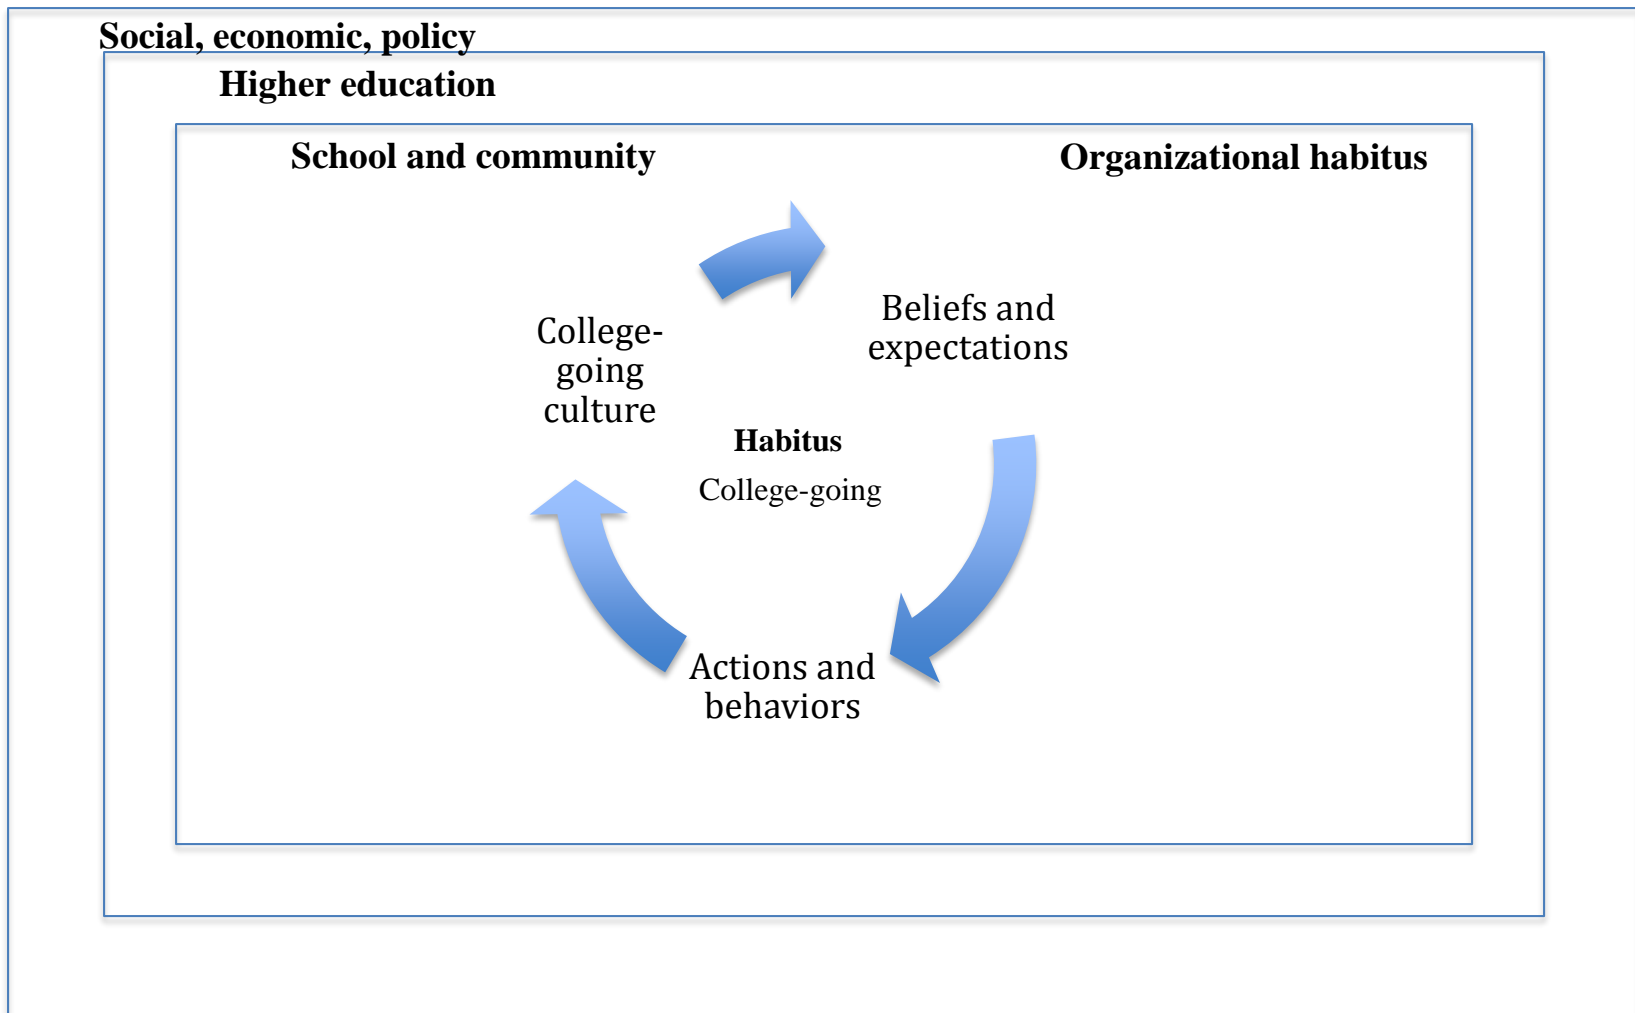 Social, economic, policy
Higher education
School and community
Organizational habitus
College-
going
culture
Beliefs and
expectations
Habitus
College-going
Actions and
behaviors